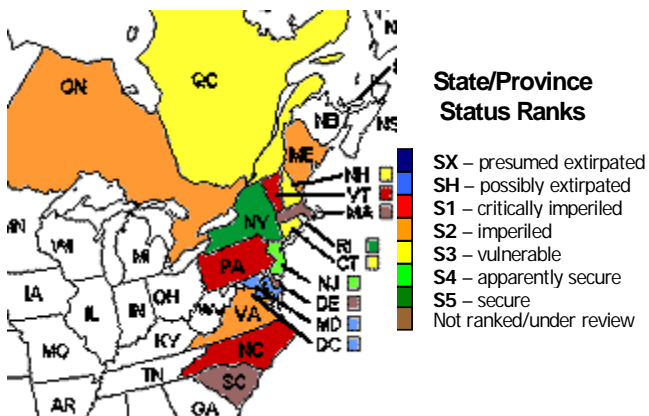 ON
QC
NB
NS
ME
NH
VT
MA
NY
RI
CT
WI
MI
PA
NJ
IA
OH
DE
IL
IN
VA
MD
DC
MO
KY
NC
TN
SC
AR
GA
State/Province
Status Ranks
SX – presumed extirpated
SH – possibly extirpated
S1 – critically imperiled
S2 – imperiled
S3 – vulnerable
S4 – apparently secure
S5 – secure
Not ranked/under review